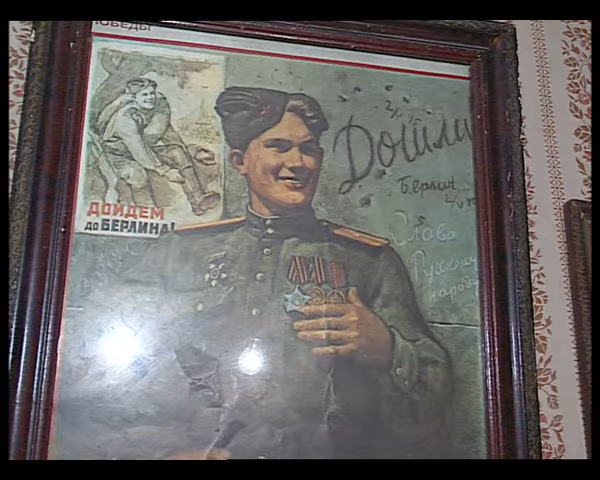 ПОБЕДЫ
ДОЙДЕМ
ДО БЕРЛИНА!
Дошли
Берлин
Слава
Русскому
народу